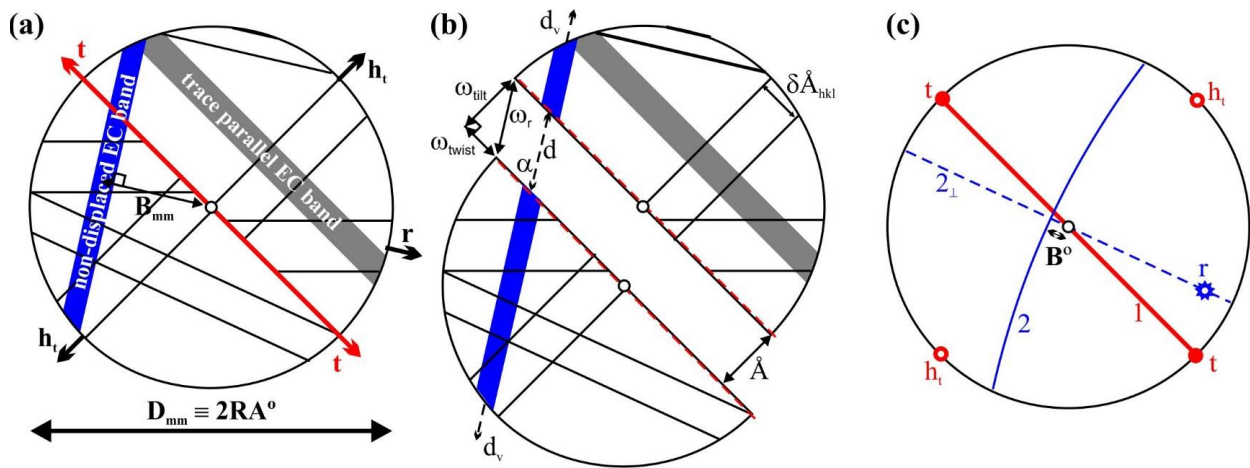 (a)
t
h_t
non-displaced EC band
trace parallel EC band
B_mm
r
h_t
t
D_mm ≡ 2RA°
(b)
d_v
δÅ_hkl
ω_tilt
ω_r
ω_twist
d
α
Å
d_v
(c)
t
h_t
2_⊥
B°
r
2
1
h_t
t